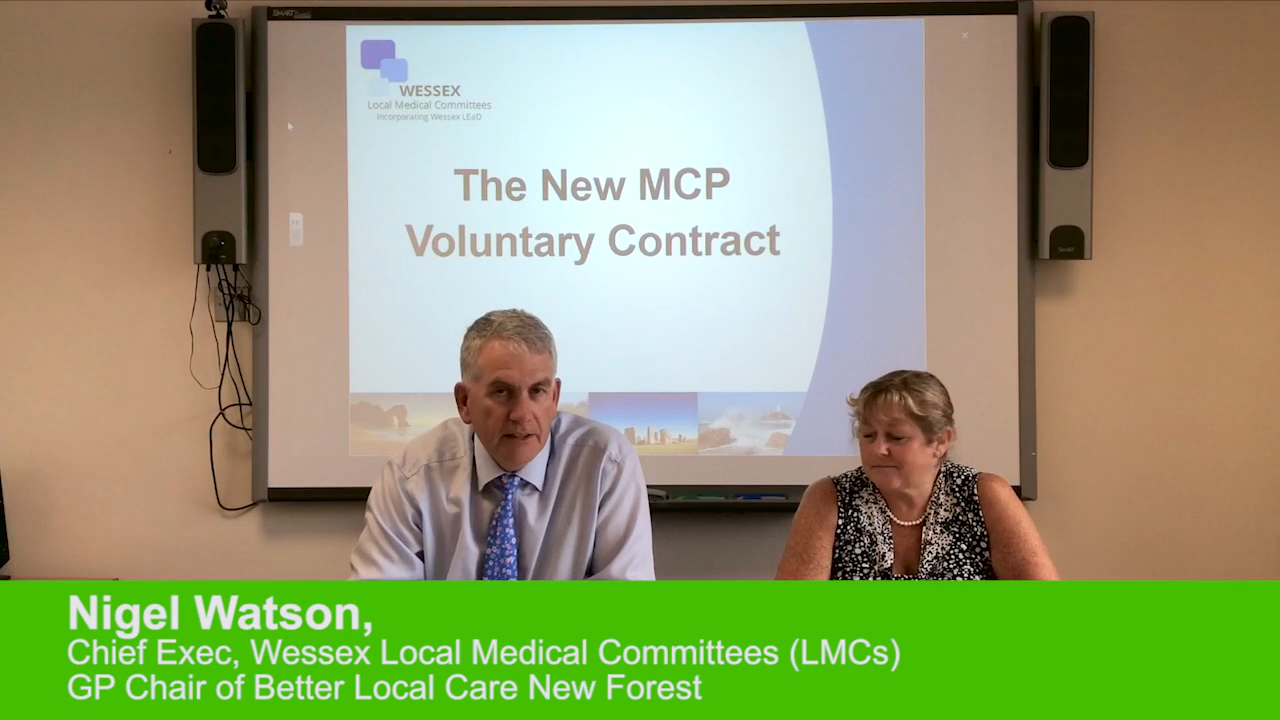 SMART
WESSEX
Local Medical Committees
Incorporating Wessex LEaD
The New MCP
Voluntary Contract
Nigel Watson,
Chief Exec, Wessex Local Medical Committees (LMCs)
GP Chair of Better Local Care New Forest